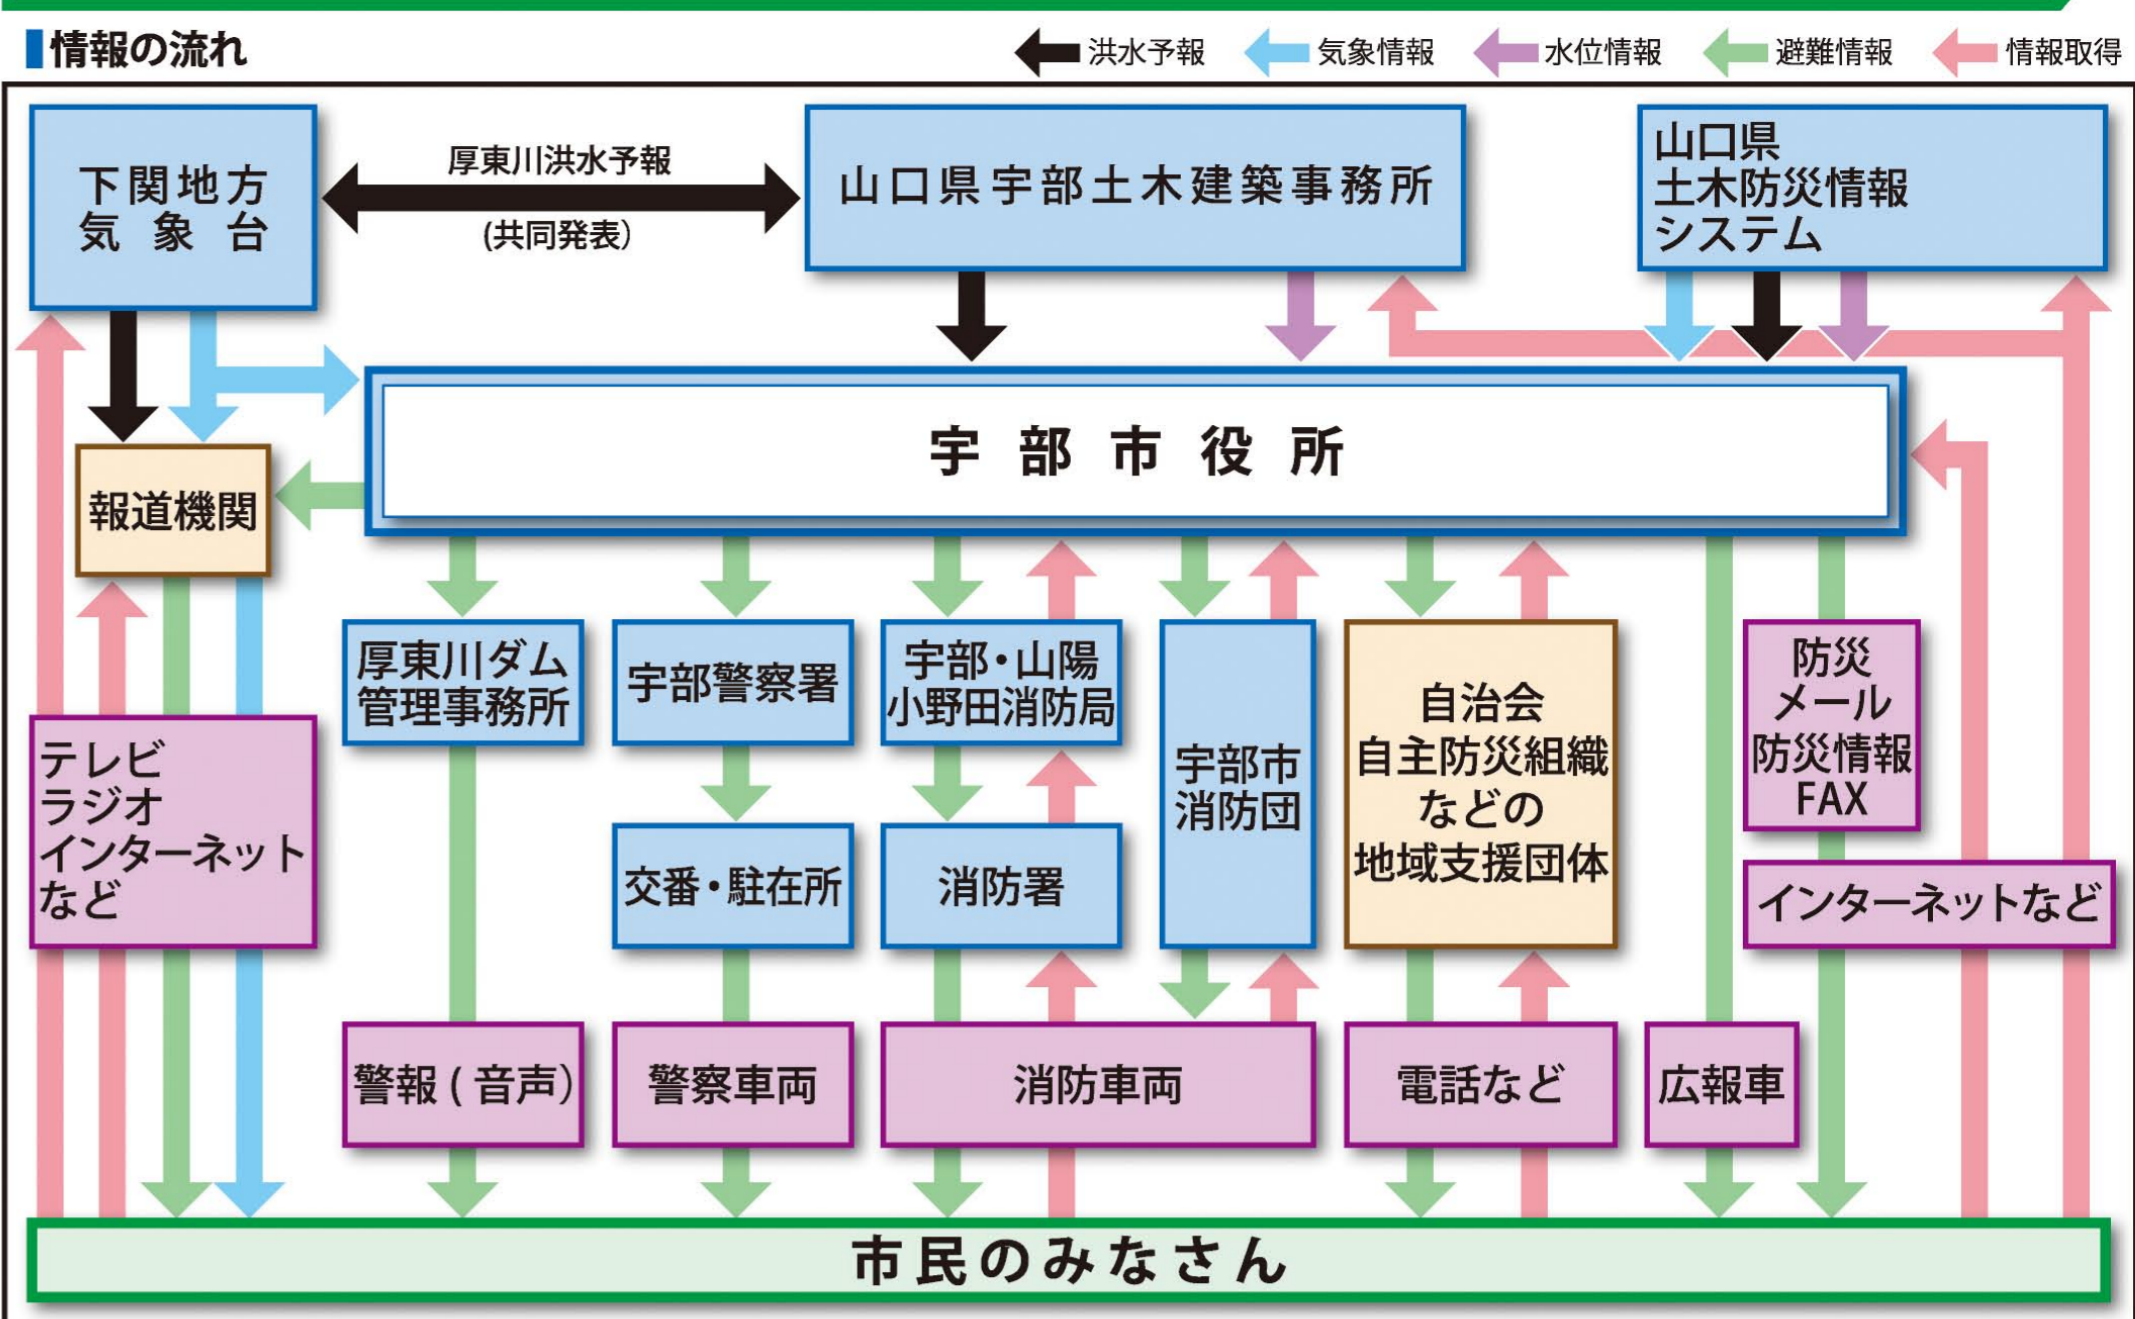 情報の流れ
洪水予報
気象情報
水位情報
避難情報
情報取得
下関地方
気象台
厚東川洪水予報
(共同発表)
山口県宇部土木建築事務所
山口県
土木防災情報
システム
宇部市役所
報道機関
テレビ
ラジオ
インターネット
など
厚東川ダム
管理事務所
宇部警察署
宇部・山陽
小野田消防局
宇部市
消防団
自治会
自主防災組織
などの
地域支援団体
防災
メール
防災情報
FAX
交番・駐在所
消防署
インターネットなど
警報(音声)
警察車両
消防車両
電話など
広報車
市民のみなさん